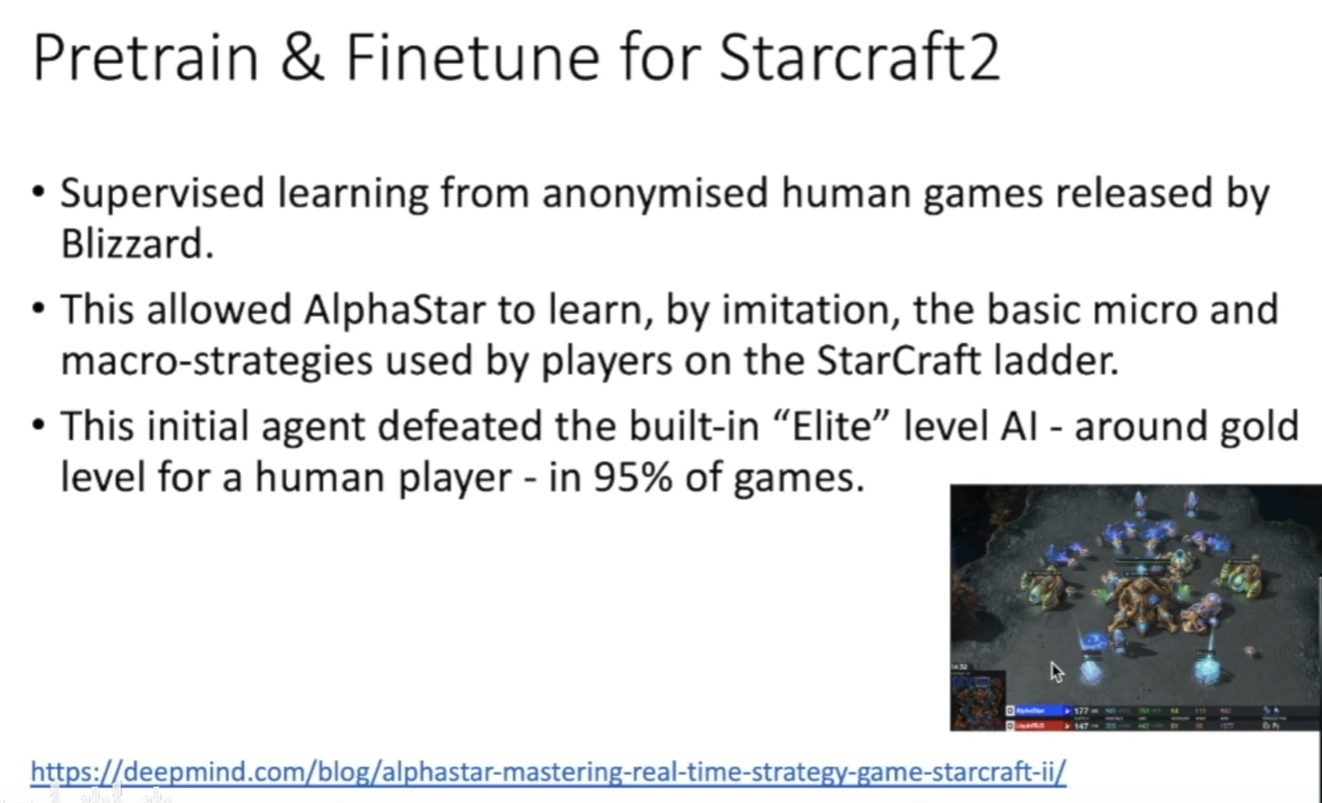 Pretrain & Finetune for Starcraft2
• Supervised learning from anonymised human games released by
Blizzard.
• This allowed AlphaStar to learn, by imitation, the basic micro and
macro-strategies used by players on the StarCraft ladder.
• This initial agent defeated the built-in “Elite” level AI - around gold
level for a human player - in 95% of games.
14:32
AlphaStar 177
LiquidTLO 147
https://deepmind.com/blog/alphastar-mastering-real-time-strategy-game-starcraft-ii/